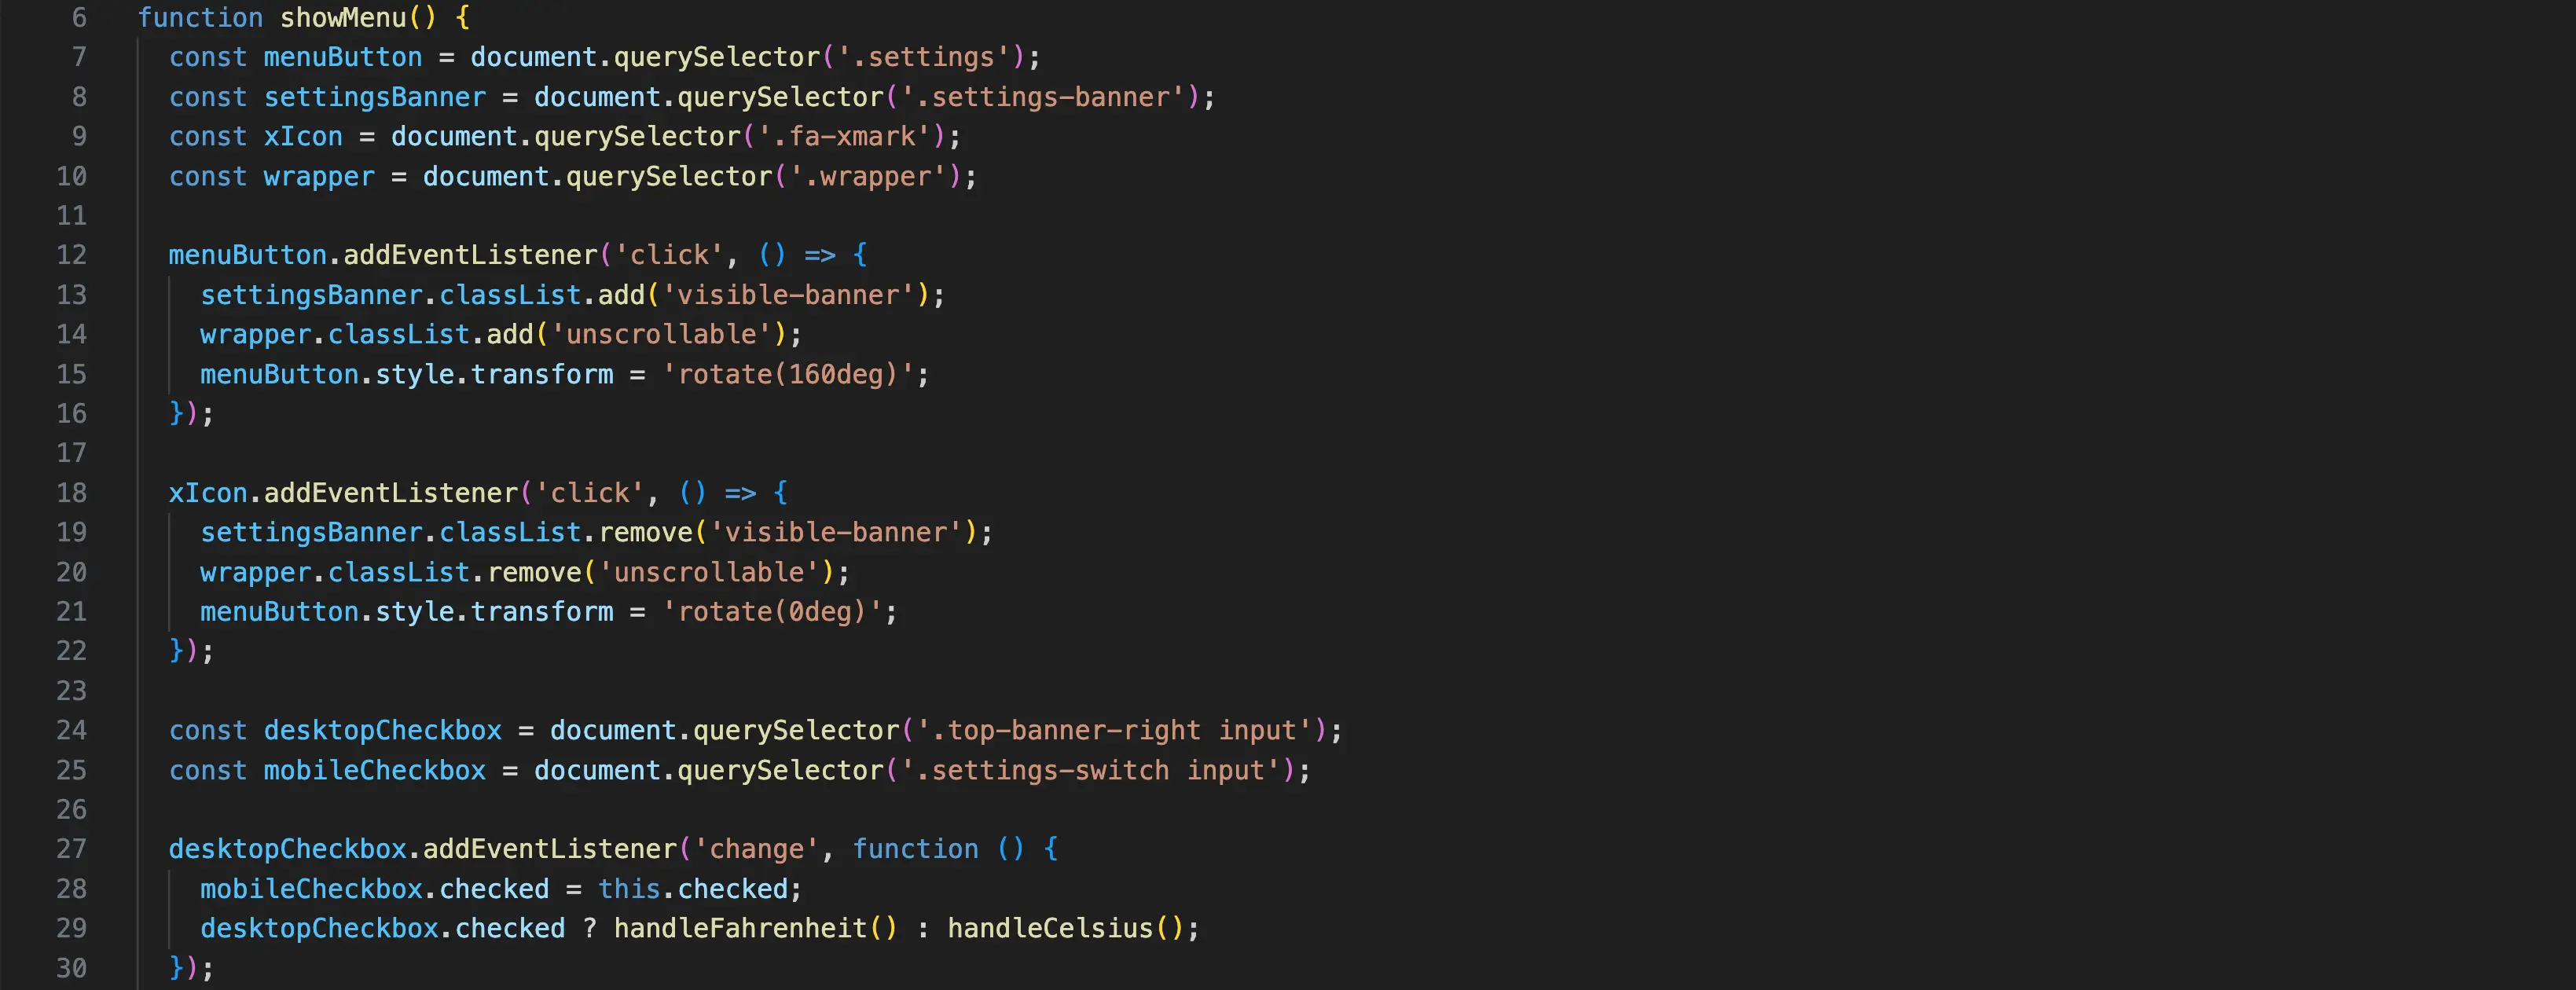 6 function showMenu() {
7 const menuButton = document.querySelector('.settings');
8 const settingsBanner = document.querySelector('.settings-banner');
9 const xIcon = document.querySelector('.fa-xmark');
10 const wrapper = document.querySelector('.wrapper');
11
12 menuButton.addEventListener('click', () => {
13 settingsBanner.classList.add('visible-banner');
14 wrapper.classList.add('unscrollable');
15 menuButton.style.transform = 'rotate(160deg)';
16 });
17
18 xIcon.addEventListener('click', () => {
19 settingsBanner.classList.remove('visible-banner');
20 wrapper.classList.remove('unscrollable');
21 menuButton.style.transform = 'rotate(0deg)';
22 });
23
24 const desktopCheckbox = document.querySelector('.top-banner-right input');
25 const mobileCheckbox = document.querySelector('.settings-switch input');
26
27 desktopCheckbox.addEventListener('change', function () {
28 mobileCheckbox.checked = this.checked;
29 desktopCheckbox.checked ? handleFahrenheit() : handleCelsius();
30 });